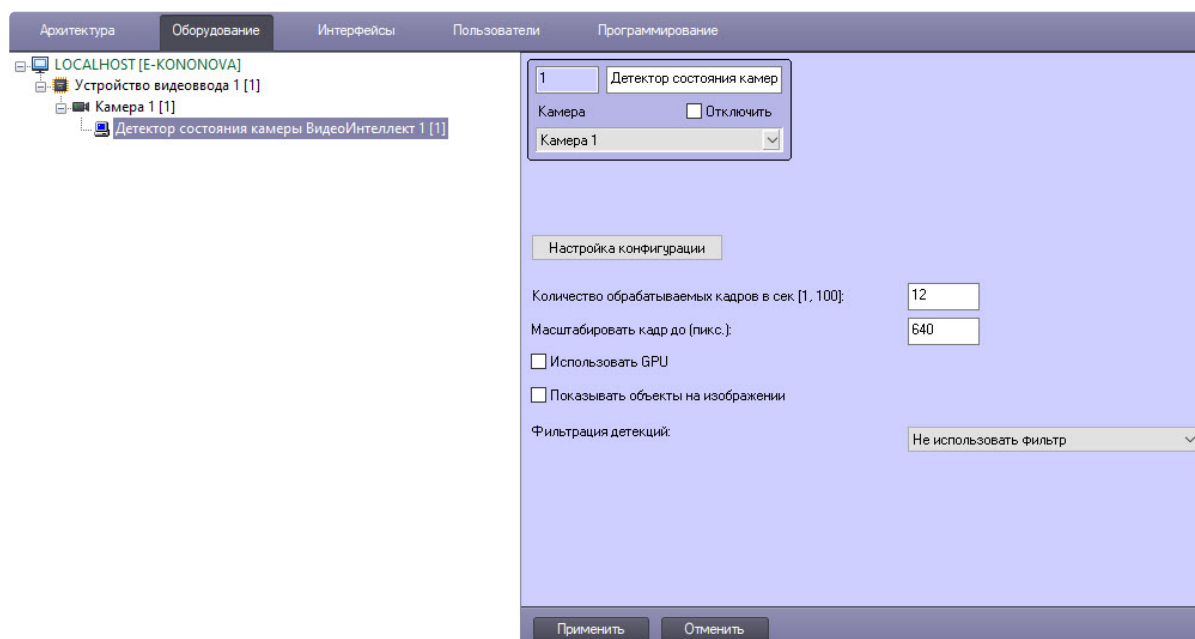 Архитектура Оборудование Интерфейсы Пользователи Программирование
LOCALHOST [E-KONONOVA]
Устройство видеоввода 1 [1]
Камера 1 [1]
Детектор состояния камеры ВидеоИнтеллект 1 [1]
1 Детектор состояния камер
Камера Отключить
Камера 1
Настройка конфигурации
Количество обрабатываемых кадров в сек [1, 100]: 12
Масштабировать кадр до (пикс.): 640
Использовать GPU
Показывать объекты на изображении
Фильтрация детекций: Не использовать фильтр
Применить Отменить